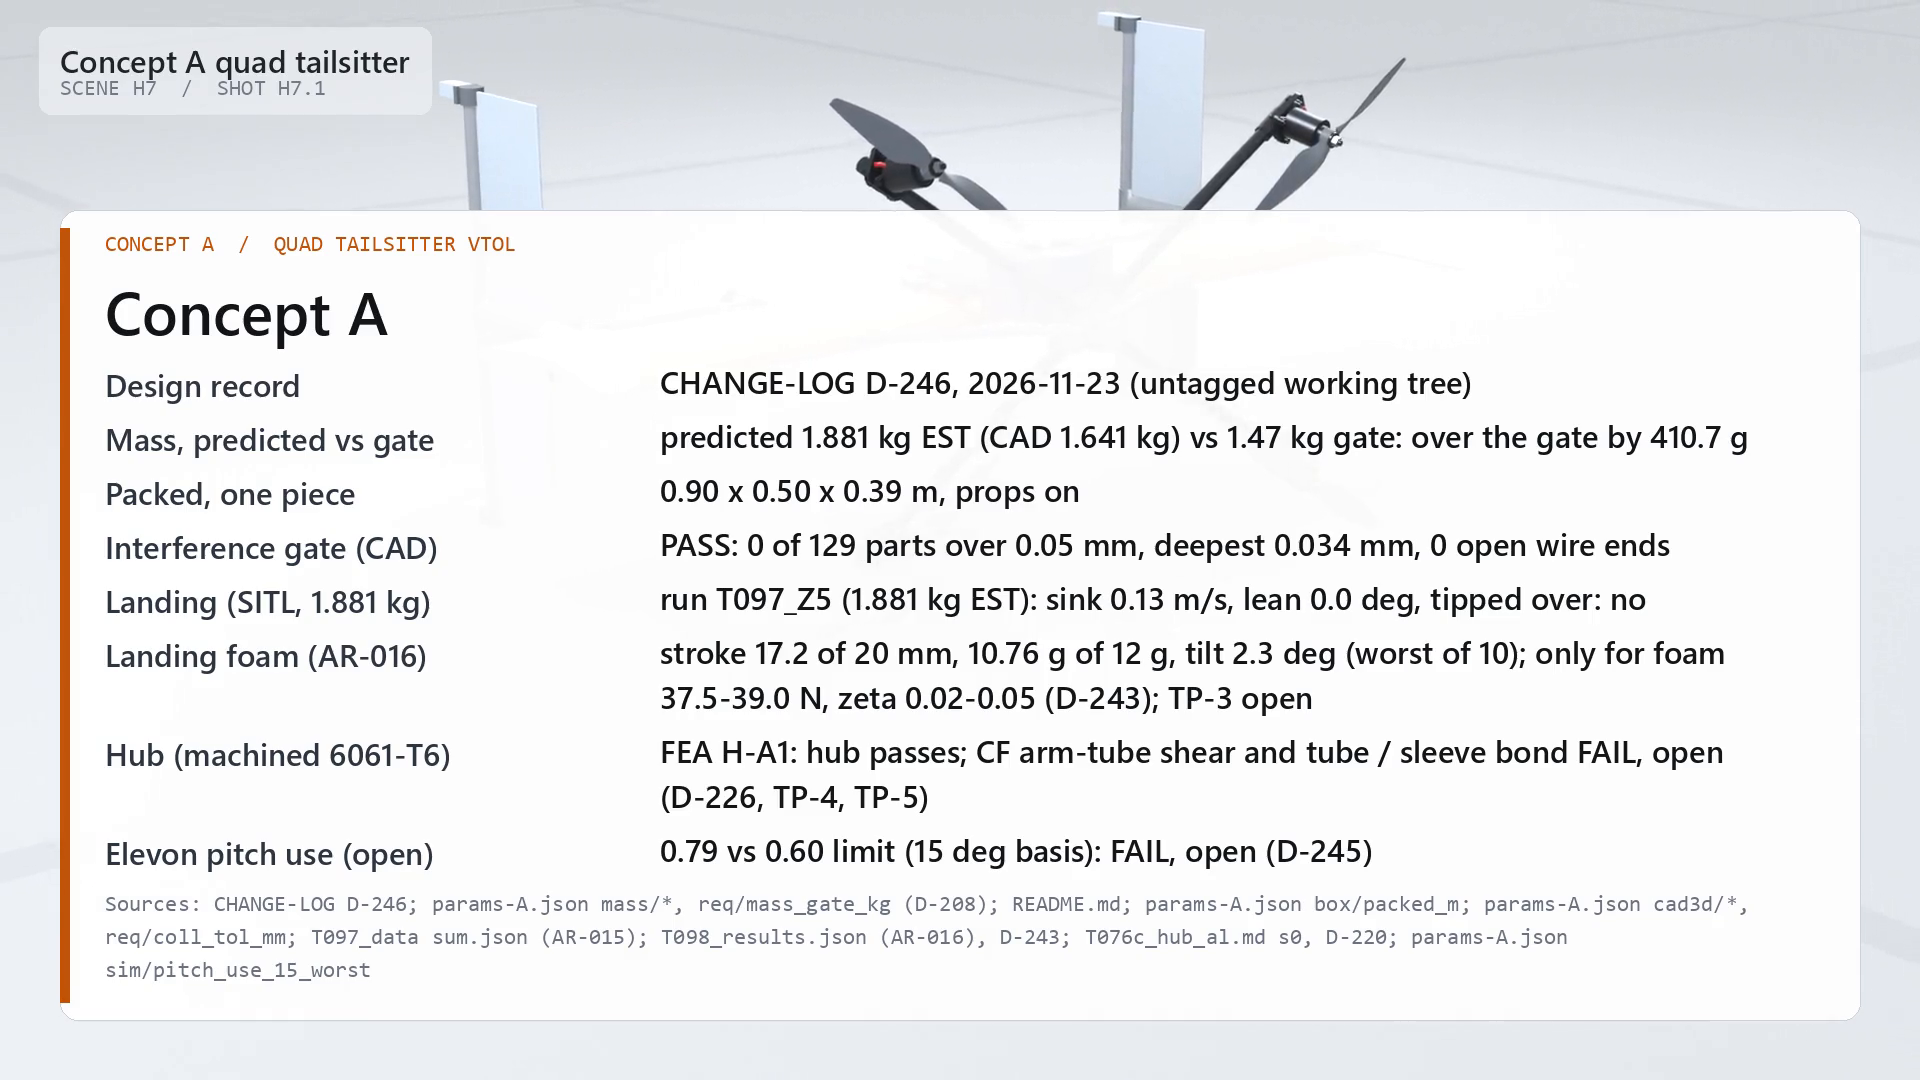 Concept A quad tailsitter
SCENE H7 / SHOT H7.1
CONCEPT A / QUAD TAILSITTER VTOL
Concept A
Design record
CHANGE-LOG D-246, 2026-11-23 (untagged working tree)
Mass, predicted vs gate
predicted 1.881 kg EST (CAD 1.641 kg) vs 1.47 kg gate: over the gate by 410.7 g
Packed, one piece
0.90 x 0.50 x 0.39 m, props on
Interference gate (CAD)
PASS: 0 of 129 parts over 0.05 mm, deepest 0.034 mm, 0 open wire ends
Landing (SITL, 1.881 kg)
run T097_Z5 (1.881 kg EST): sink 0.13 m/s, lean 0.0 deg, tipped over: no
Landing foam (AR-016)
stroke 17.2 of 20 mm, 10.76 g of 12 g, tilt 2.3 deg (worst of 10); only for foam
37.5-39.0 N, zeta 0.02-0.05 (D-243); TP-3 open
Hub (machined 6061-T6)
FEA H-A1: hub passes; CF arm-tube shear and tube / sleeve bond FAIL, open
(D-226, TP-4, TP-5)
Elevon pitch use (open)
0.79 vs 0.60 limit (15 deg basis): FAIL, open (D-245)
Sources: CHANGE-LOG D-246; params-A.json mass/*, req/mass_gate_kg (D-208); README.md; params-A.json box/packed_m; params-A.json cad3d/*,
req/coll_tol_mm; T097_data sum.json (AR-015); T098_results.json (AR-016), D-243; T076c_hub_al.md s0, D-220; params-A.json
sim/pitch_use_15_worst